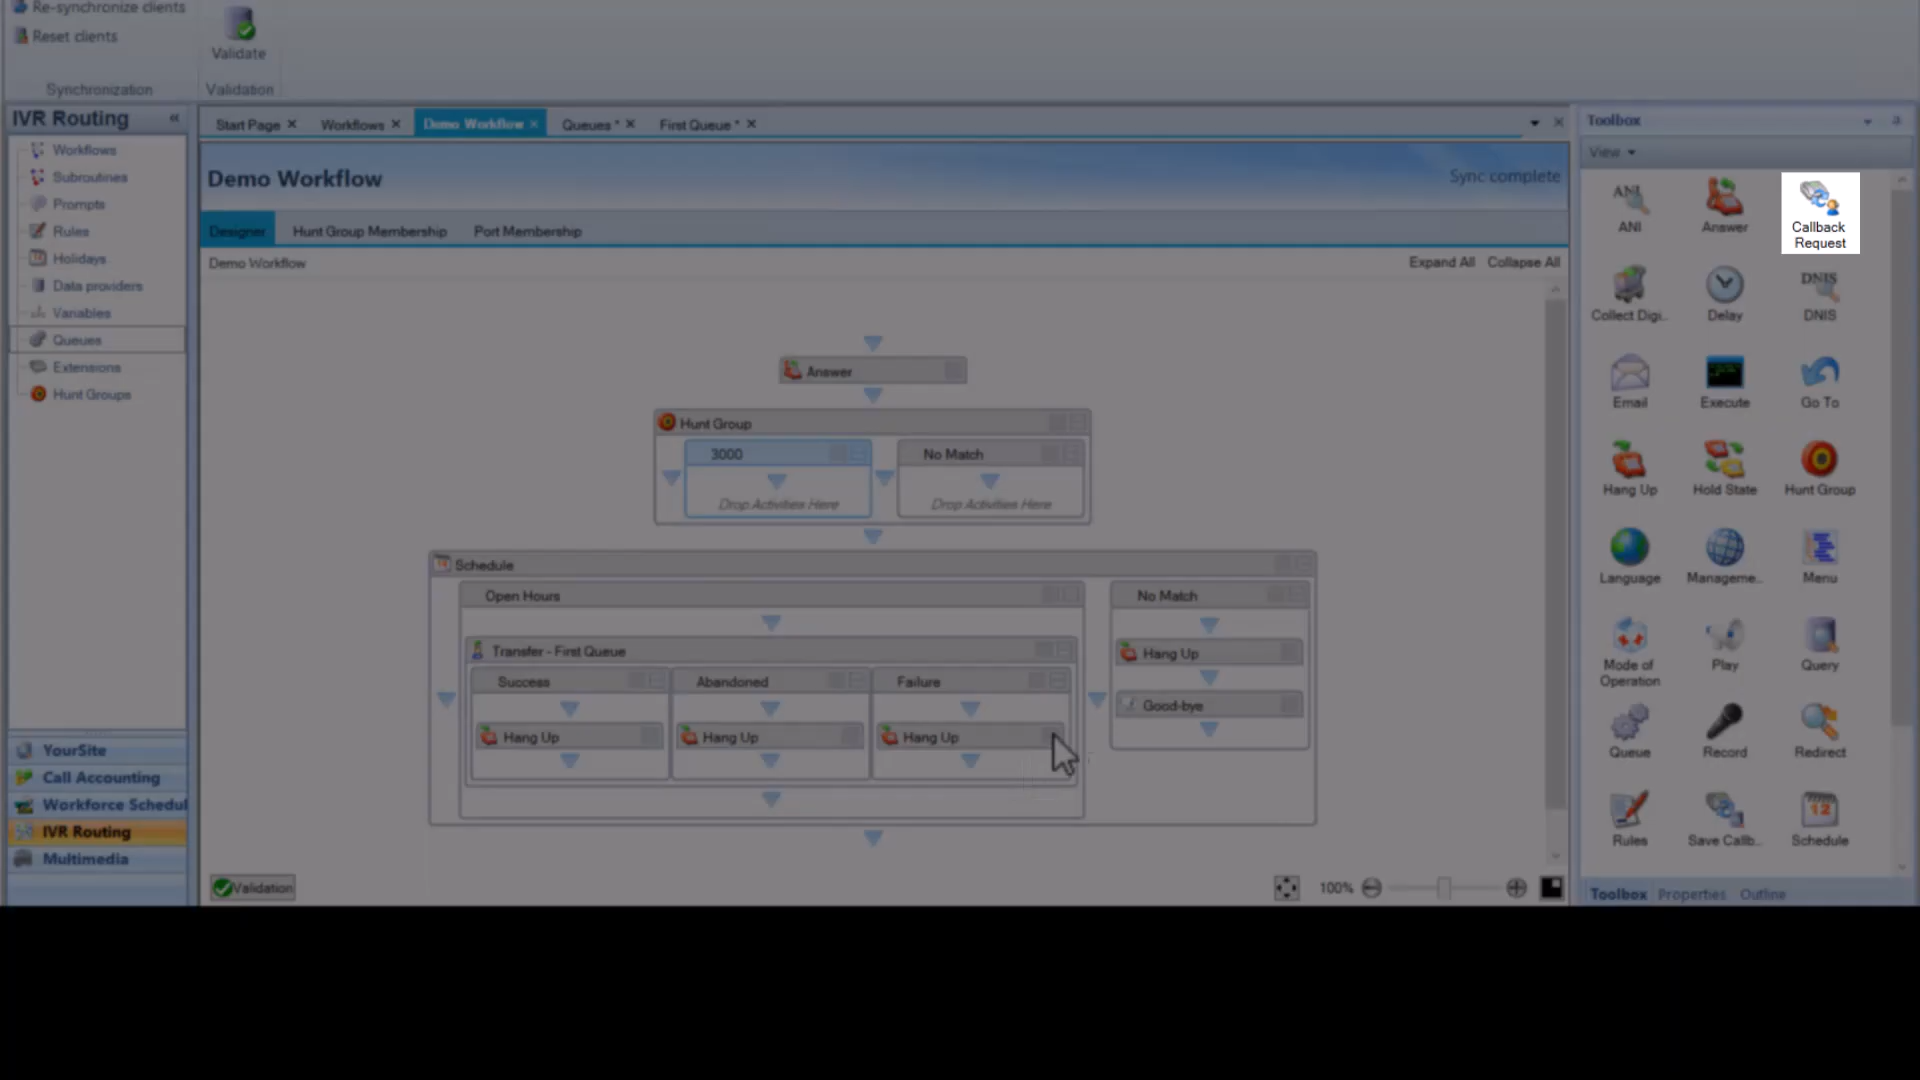 Re-synchronize clients
Reset clients
Validate
Synchronization
Validation
IVR Routing
Workflows
Subroutines
Prompts
Rules
Holidays
Data providers
Variables
Queues
Extensions
Hunt Groups
YourSite
Call Accounting
Workforce Schedul
IVR Routing
Multimedia
Start Page
Workflows
Demo Workflow
Queues *
First Queue *
Demo Workflow
Sync complete
Designer
Hunt Group Membership
Port Membership
Demo Workflow
Expand All
Collapse All
Answer
Hunt Group
3000
No Match
Drop Activities Here
Drop Activities Here
Schedule
Open Hours
No Match
Transfer - First Queue
Hang Up
Success
Abandoned
Failure
Good-bye
Hang Up
Hang Up
Hang Up
Validation
100%
Toolbox
View
ANI
ANI
Answer
Callback
Request
Collect Digi..
Delay
DNIS
DNIS
Email
Execute
Go To
Hang Up
Hold State
Hunt Group
Language
Manageme..
Menu
Mode of
Operation
Play
Query
Queue
Record
Redirect
12
Rules
Save Callb..
Schedule
Toolbox
Properties
Outline